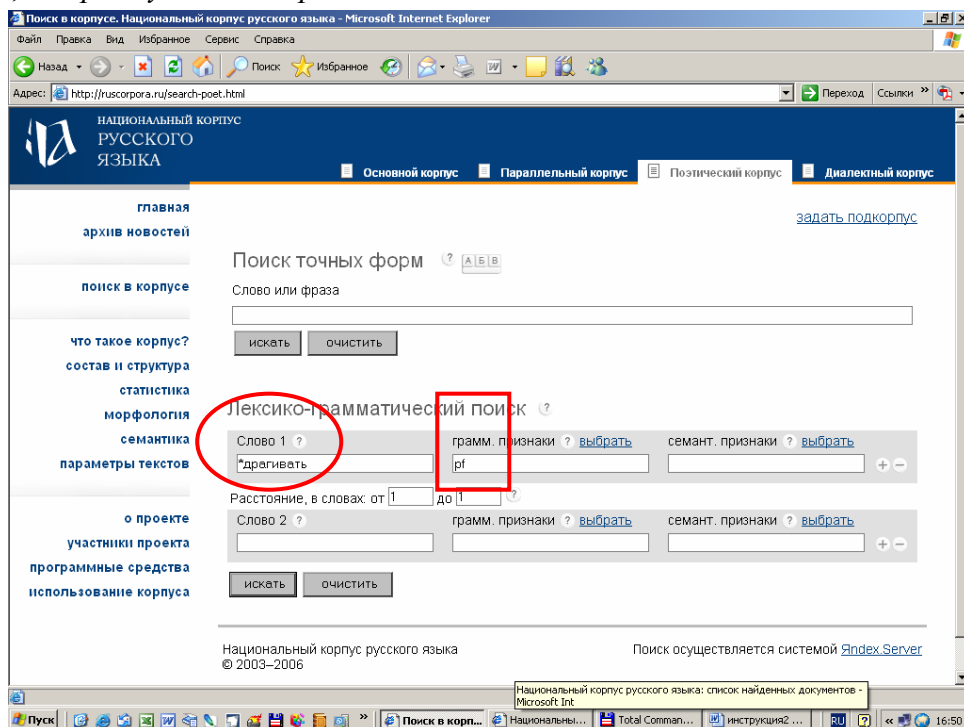 Поиск в корпусе. Национальный корпус русского языка - Microsoft Internet Explorer
Файл Правка Вид Избранное Сервис Справка
Назад Поиск Избранное
Адрес: http://ruscorpora.ru/search-poet.html Переход Ссылки »
НАЦИОНАЛЬНЫЙ КОРПУС
РУССКОГО
ЯЗЫКА
Основной корпус Параллельный корпус Поэтический корпус Диалектный корпус
главная
задать подкорпус
архив новостей
Поиск точных форм ? А Б В
поиск в корпусе
Слово или фраза
что такое корпус?
искать очистить
состав и структура
статистика
морфология
Лексико-грамматический поиск ?
семантика
Слово 1 ? грамм. признаки ? выбрать семант. признаки ? выбрать
параметры текстов
*драгивать pf + −
Расстояние, в словах: от 1 до 1 ?
о проекте
Слово 2 ? грамм. признаки ? выбрать семант. признаки ? выбрать
участники проекта
+ −
программные средства
использование корпуса
искать очистить
Национальный корпус русского языка
© 2003–2006
Поиск осуществляется системой Яndex.Server
Национальный корпус русского языка: список найденных документов -
Microsoft Int
Пуск » Поиск в корп... Национальны... Total Comman... инструкция2 ... RU ? « 16:50